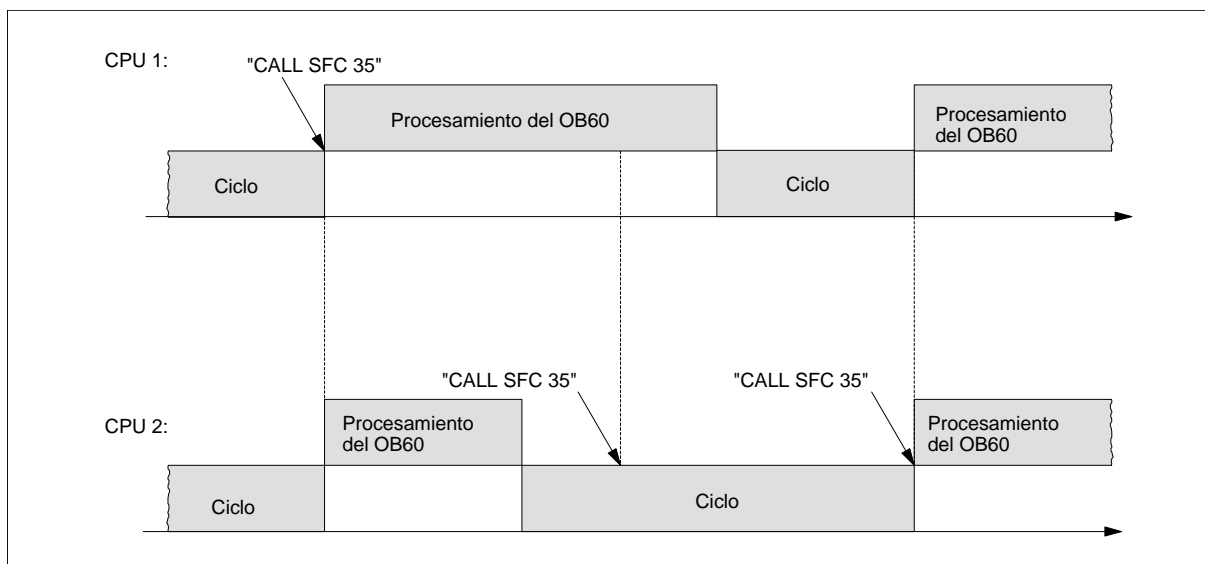 CPU 1:
"CALL SFC 35"
Procesamiento del OB60
Procesamiento
del OB60
Ciclo
Ciclo
"CALL SFC 35"
"CALL SFC 35"
CPU 2:
Procesamiento
del OB60
Procesamiento
del OB60
Ciclo
Ciclo